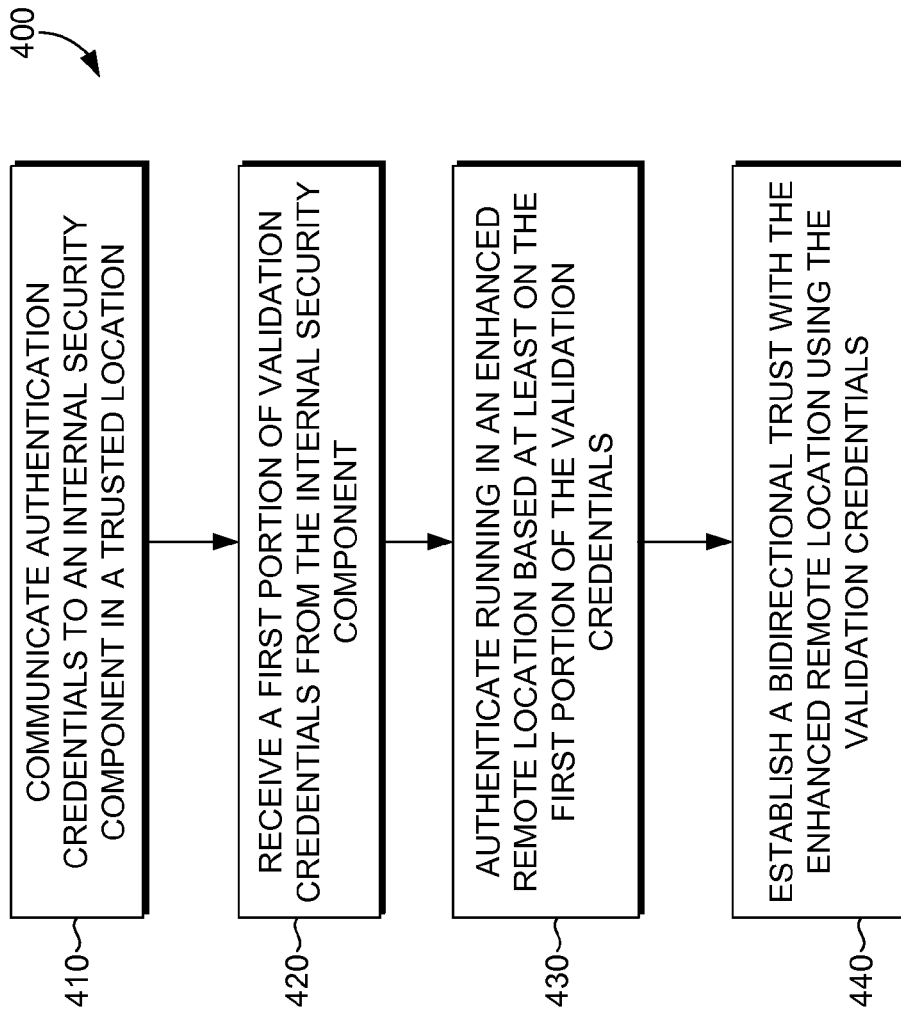 400
410
COMMUNICATE AUTHENTICATION
CREDENTIALS TO AN INTERNAL SECURITY
COMPONENT IN A TRUSTED LOCATION
420
RECEIVE A FIRST PORTION OF VALIDATION
CREDENTIALS FROM THE INTERNAL SECURITY
COMPONENT
430
AUTHENTICATE RUNNING IN AN ENHANCED
REMOTE LOCATION BASED AT LEAST ON THE
FIRST PORTION OF THE VALIDATION
CREDENTIALS
440
ESTABLISH A BIDIRECTIONAL TRUST WITH THE
ENHANCED REMOTE LOCATION USING THE
VALIDATION CREDENTIALS